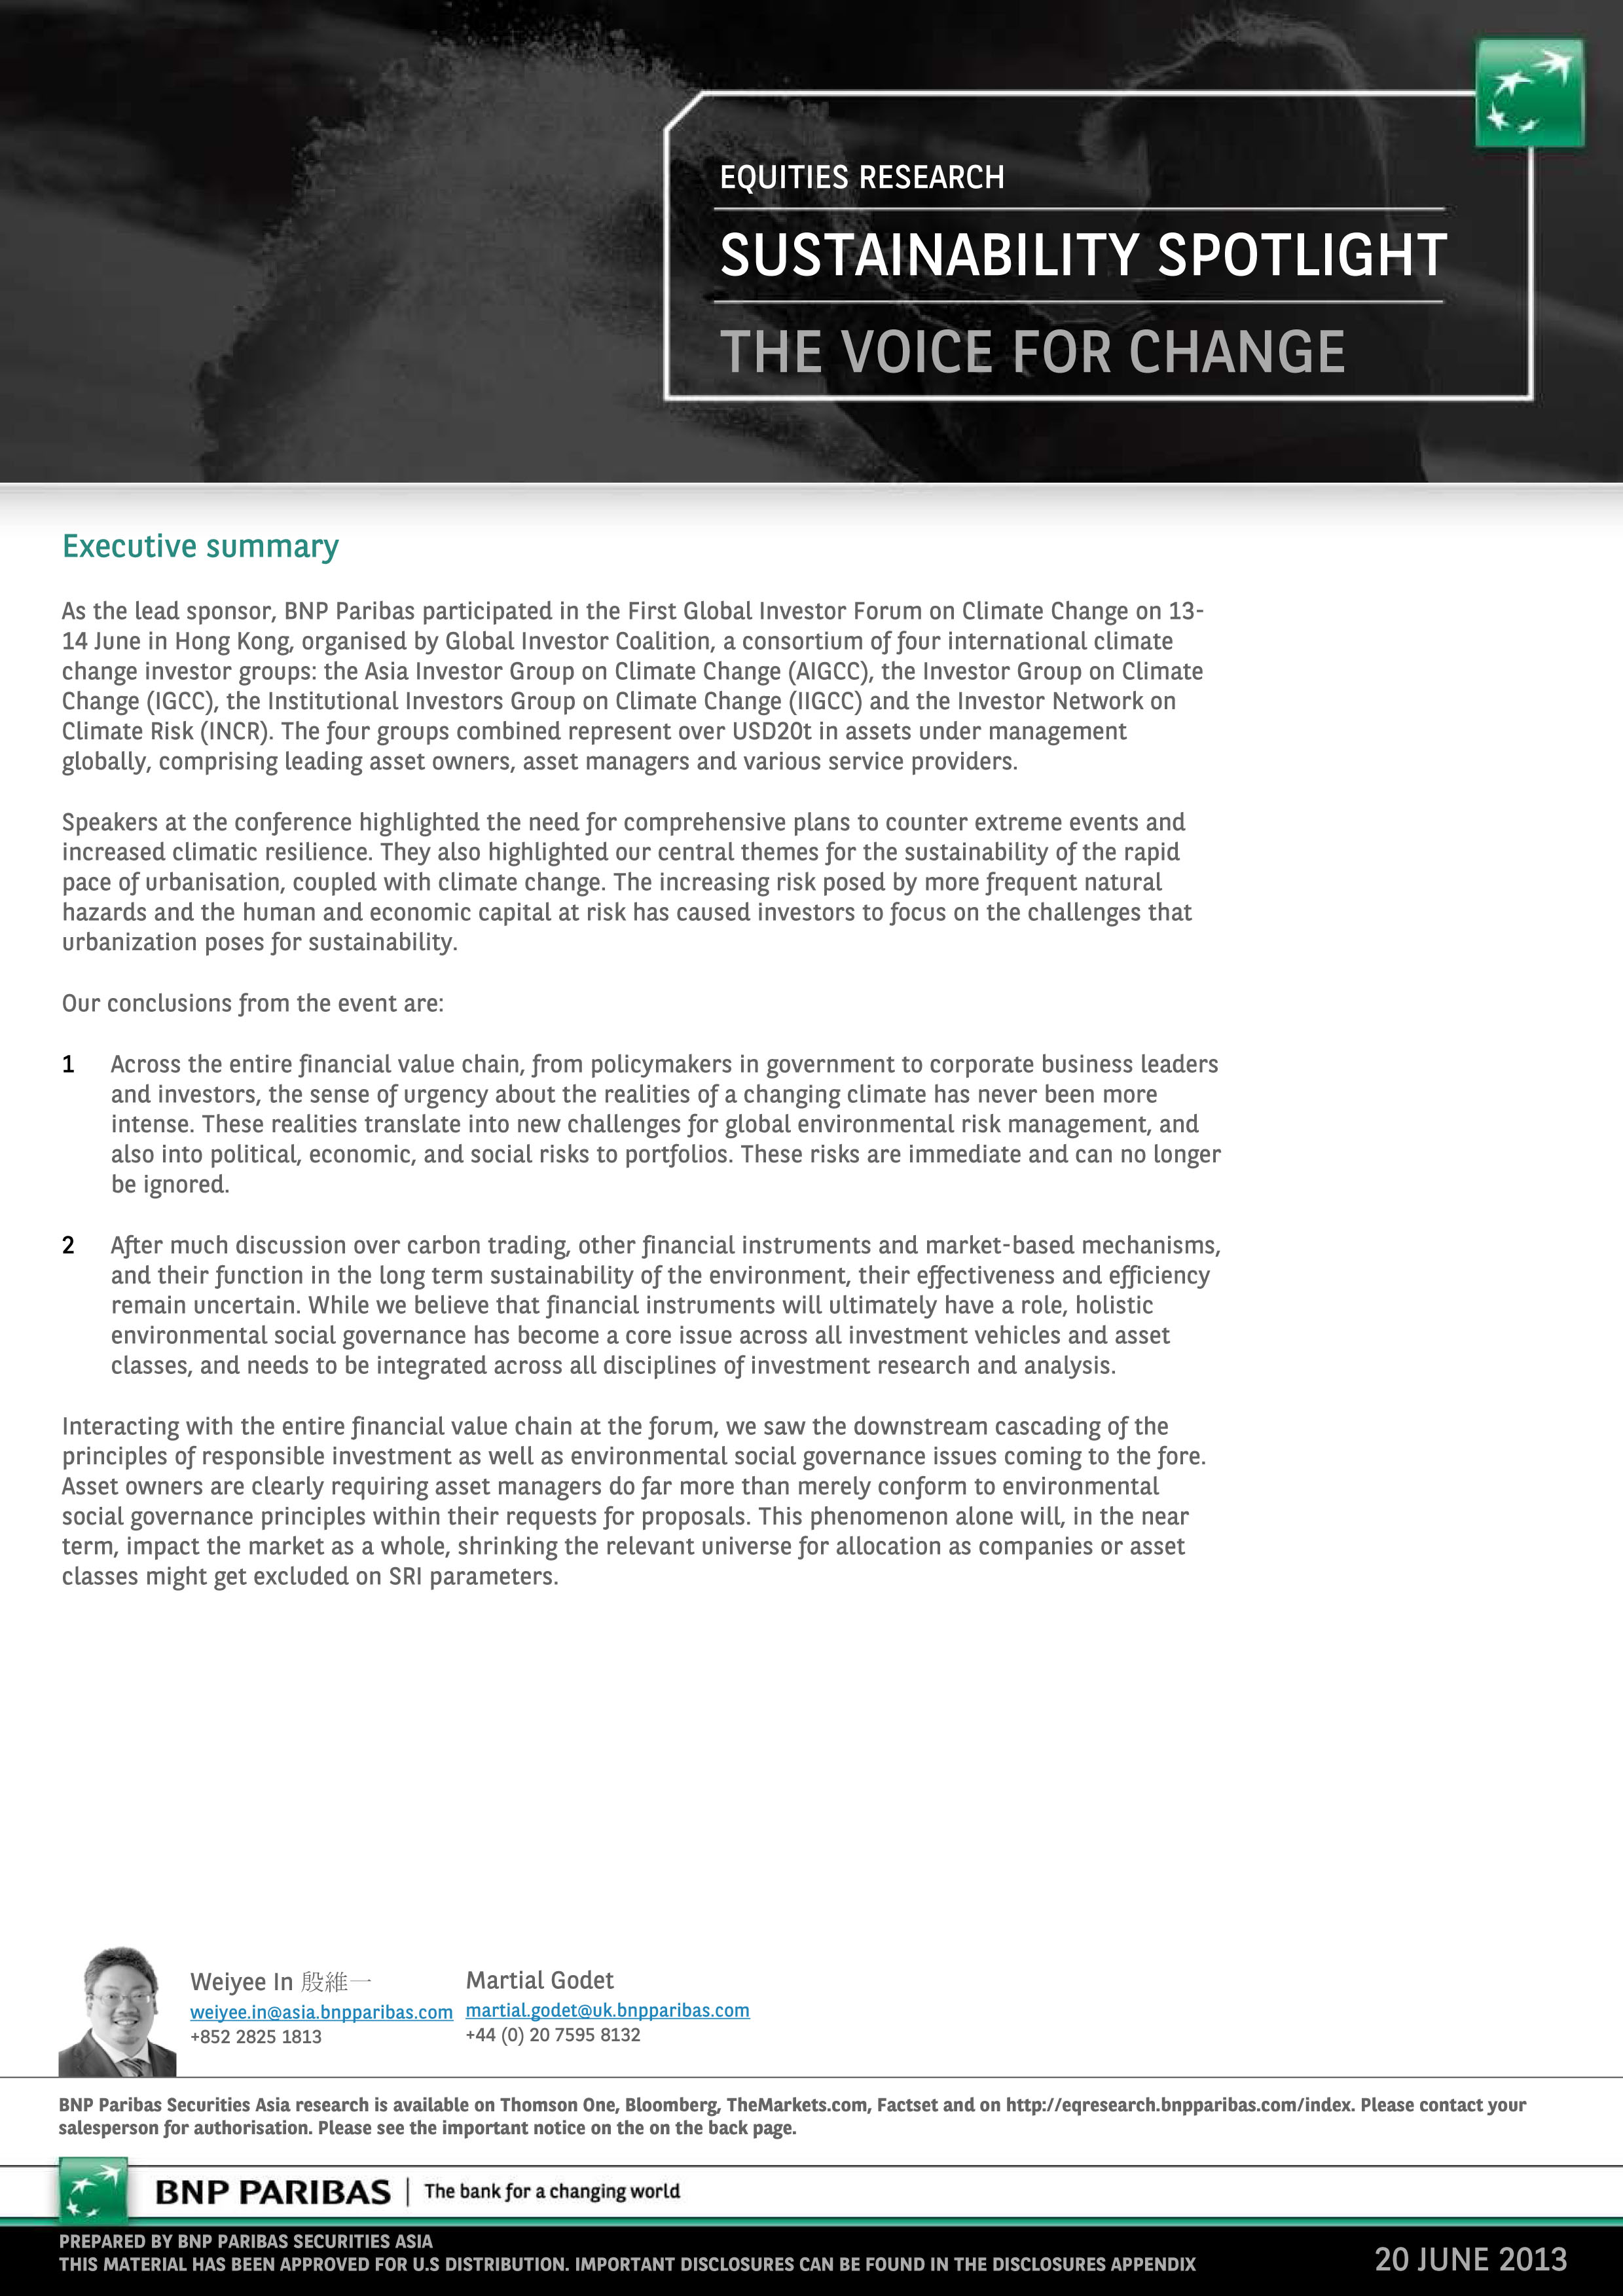 EQUITIES RESEARCH
SUSTAINABILITY SPOTLIGHT
THE VOICE FOR CHANGE
Executive summary
As the lead sponsor, BNP Paribas participated in the First Global Investor Forum on Climate Change on 13-
14 June in Hong Kong, organised by Global Investor Coalition, a consortium of four international climate
change investor groups: the Asia Investor Group on Climate Change (AIGCC), the Investor Group on Climate
Change (IGCC), the Institutional Investors Group on Climate Change (IIGCC) and the Investor Network on
Climate Risk (INCR). The four groups combined represent over USD20t in assets under management
globally, comprising leading asset owners, asset managers and various service providers.
Speakers at the conference highlighted the need for comprehensive plans to counter extreme events and
increased climatic resilience. They also highlighted our central themes for the sustainability of the rapid
pace of urbanisation, coupled with climate change. The increasing risk posed by more frequent natural
hazards and the human and economic capital at risk has caused investors to focus on the challenges that
urbanization poses for sustainability.
Our conclusions from the event are:
1 Across the entire financial value chain, from policymakers in government to corporate business leaders
and investors, the sense of urgency about the realities of a changing climate has never been more
intense. These realities translate into new challenges for global environmental risk management, and
also into political, economic, and social risks to portfolios. These risks are immediate and can no longer
be ignored.
2 After much discussion over carbon trading, other financial instruments and market-based mechanisms,
and their function in the long term sustainability of the environment, their effectiveness and efficiency
remain uncertain. While we believe that financial instruments will ultimately have a role, holistic
environmental social governance has become a core issue across all investment vehicles and asset
classes, and needs to be integrated across all disciplines of investment research and analysis.
Interacting with the entire financial value chain at the forum, we saw the downstream cascading of the
principles of responsible investment as well as environmental social governance issues coming to the fore.
Asset owners are clearly requiring asset managers do far more than merely conform to environmental
social governance principles within their requests for proposals. This phenomenon alone will, in the near
term, impact the market as a whole, shrinking the relevant universe for allocation as companies or asset
classes might get excluded on SRI parameters.
Weiyee In 殷維一
weiyee.in@asia.bnpparibas.com
+852 2825 1813
Martial Godet
martial.godet@uk.bnpparibas.com
+44 (0) 20 7595 8132
BNP Paribas Securities Asia research is available on Thomson One, Bloomberg, TheMarkets.com, Factset and on http://eqresearch.bnpparibas.com/index. Please contact your
salesperson for authorisation. Please see the important notice on the on the back page.
BNP PARIBAS | The bank for a changing world
PREPARED BY BNP PARIBAS SECURITIES ASIA
THIS MATERIAL HAS BEEN APPROVED FOR U.S DISTRIBUTION. IMPORTANT DISCLOSURES CAN BE FOUND IN THE DISCLOSURES APPENDIX
20 JUNE 2013